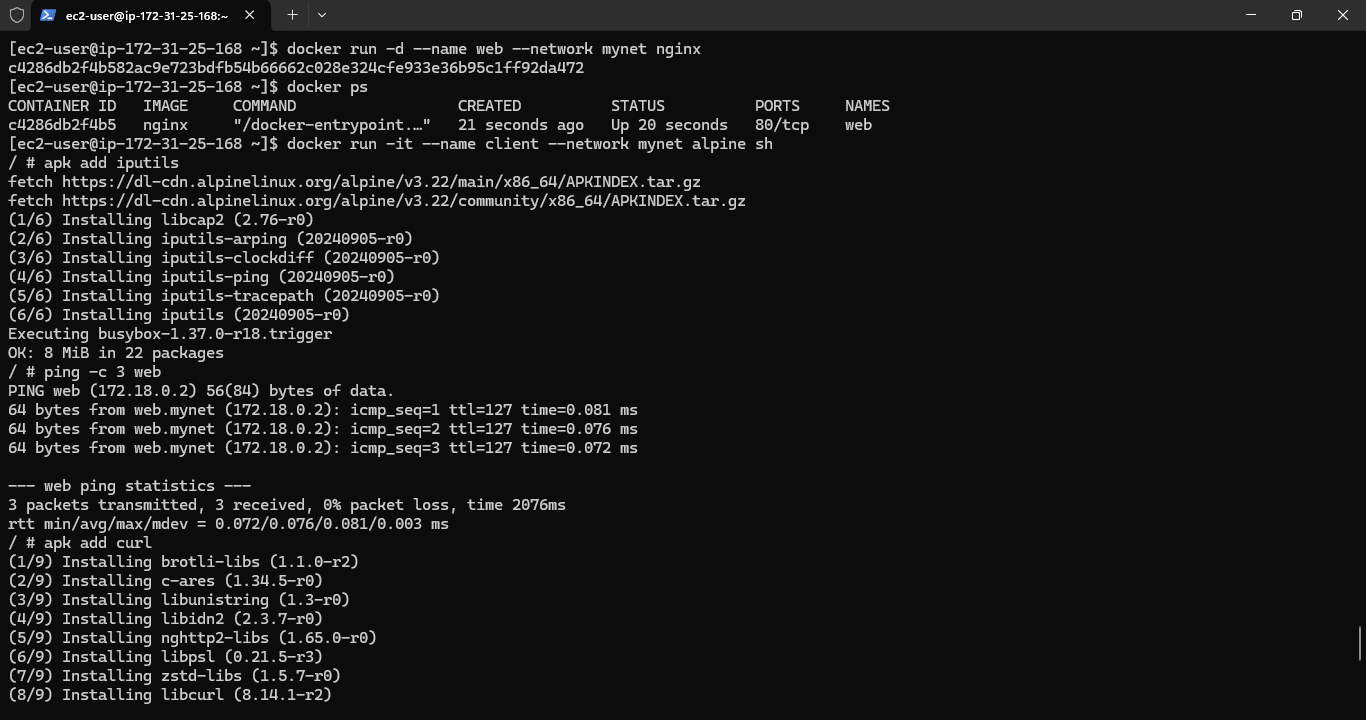 ec2-user@ip-172-31-25-168:~
[ec2-user@ip-172-31-25-168 ~]$ docker run -d --name web --network mynet nginx
c4286db2f4b582ac9e723bdfb54b66662c028e324cfe933e36b95c1ff92da472
[ec2-user@ip-172-31-25-168 ~]$ docker ps
CONTAINER ID   IMAGE     COMMAND                  CREATED          STATUS          PORTS     NAMES
c4286db2f4b5   nginx     "/docker-entrypoint.…"   21 seconds ago   Up 20 seconds   80/tcp    web
[ec2-user@ip-172-31-25-168 ~]$ docker run -it --name client --network mynet alpine sh
/ # apk add iputils
fetch https://dl-cdn.alpinelinux.org/alpine/v3.22/main/x86_64/APKINDEX.tar.gz
fetch https://dl-cdn.alpinelinux.org/alpine/v3.22/community/x86_64/APKINDEX.tar.gz
(1/6) Installing libcap2 (2.76-r0)
(2/6) Installing iputils-arping (20240905-r0)
(3/6) Installing iputils-clockdiff (20240905-r0)
(4/6) Installing iputils-ping (20240905-r0)
(5/6) Installing iputils-tracepath (20240905-r0)
(6/6) Installing iputils (20240905-r0)
Executing busybox-1.37.0-r18.trigger
OK: 8 MiB in 22 packages
/ # ping -c 3 web
PING web (172.18.0.2) 56(84) bytes of data.
64 bytes from web.mynet (172.18.0.2): icmp_seq=1 ttl=127 time=0.081 ms
64 bytes from web.mynet (172.18.0.2): icmp_seq=2 ttl=127 time=0.076 ms
64 bytes from web.mynet (172.18.0.2): icmp_seq=3 ttl=127 time=0.072 ms
--- web ping statistics ---
3 packets transmitted, 3 received, 0% packet loss, time 2076ms
rtt min/avg/max/mdev = 0.072/0.076/0.081/0.003 ms
/ # apk add curl
(1/9) Installing brotli-libs (1.1.0-r2)
(2/9) Installing c-ares (1.34.5-r0)
(3/9) Installing libunistring (1.3-r0)
(4/9) Installing libidn2 (2.3.7-r0)
(5/9) Installing nghttp2-libs (1.65.0-r0)
(6/9) Installing libpsl (0.21.5-r3)
(7/9) Installing zstd-libs (1.5.7-r0)
(8/9) Installing libcurl (8.14.1-r2)